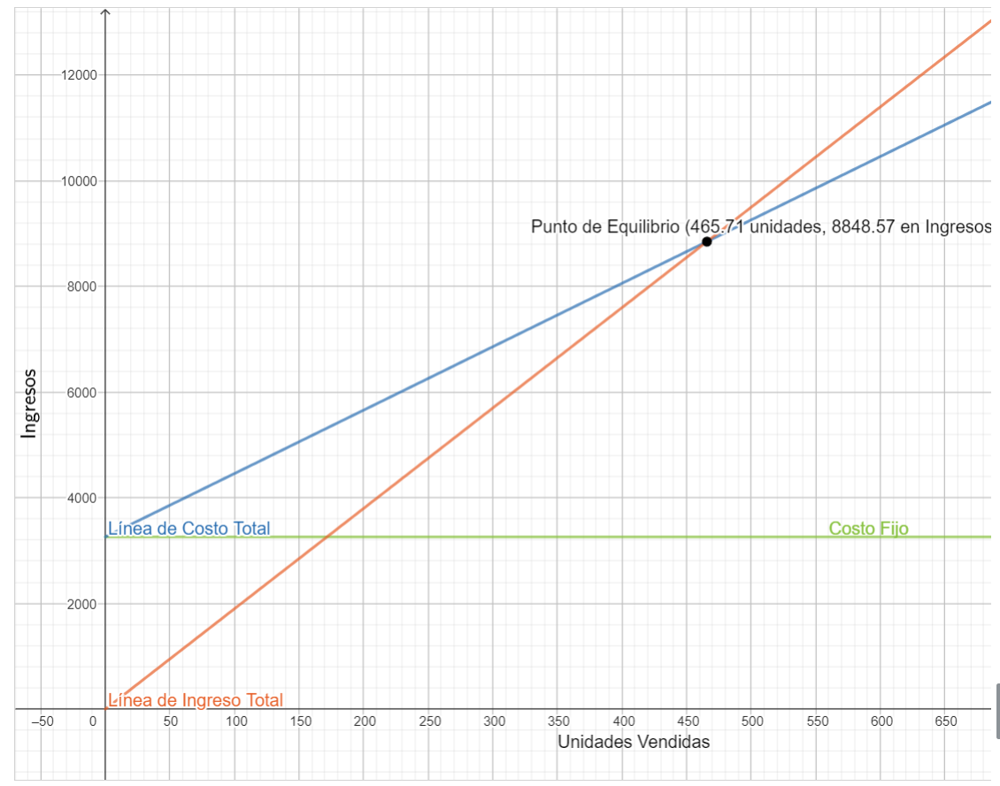 12000
10000
Punto de Equilibrio (465.71 unidades, 8848.57 en Ingresos
8000
Ingresos
6000
4000
Línea de Costo Total
Costo Fijo
2000
Línea de Ingreso Total
–50 0 50 100 150 200 250 300 350 400 450 500 550 600 650
Unidades Vendidas